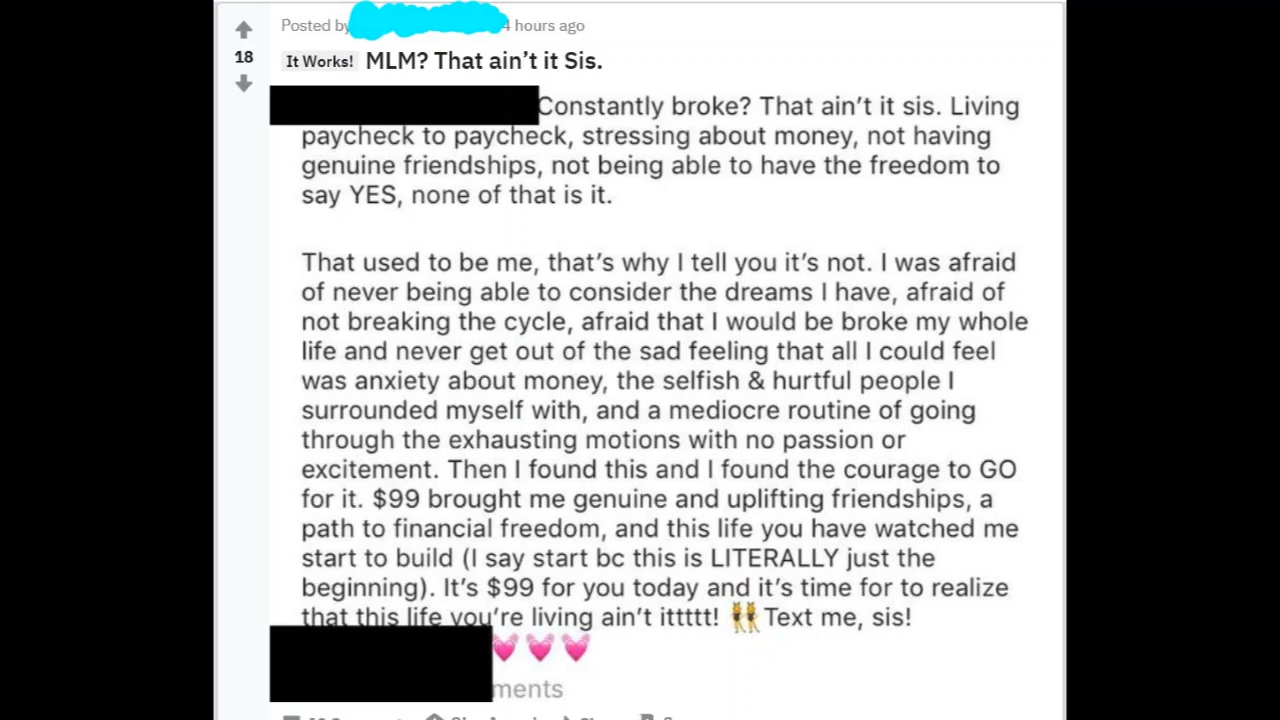 Posted by 4 hours ago
18
It Works! MLM? That ain't it Sis.
Constantly broke? That ain't it sis. Living
paycheck to paycheck, stressing about money, not having
genuine friendships, not being able to have the freedom to
say YES, none of that is it.
That used to be me, that's why I tell you it's not. I was afraid
of never being able to consider the dreams I have, afraid of
not breaking the cycle, afraid that I would be broke my whole
life and never get out of the sad feeling that all I could feel
was anxiety about money, the selfish & hurtful people I
surrounded myself with, and a mediocre routine of going
through the exhausting motions with no passion or
excitement. Then I found this and I found the courage to GO
for it. $99 brought me genuine and uplifting friendships, a
path to financial freedom, and this life you have watched me
start to build (I say start bc this is LITERALLY just the
beginning). It's $99 for you today and it's time for to realize
that this life you're living ain't ittttt! 👯 Text me, sis!
💓 💓 💓
ments